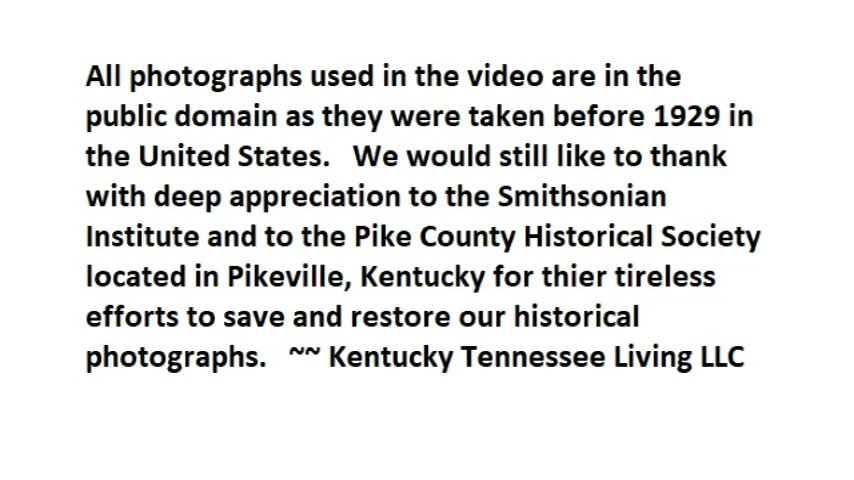 All photographs used in the video are in the
public domain as they were taken before 1929 in
the United States.   We would still like to thank
with deep appreciation to the Smithsonian
Institute and to the Pike County Historical Society
located in Pikeville, Kentucky for thier tireless
efforts to save and restore our historical
photographs.   ~~ Kentucky Tennessee Living LLC